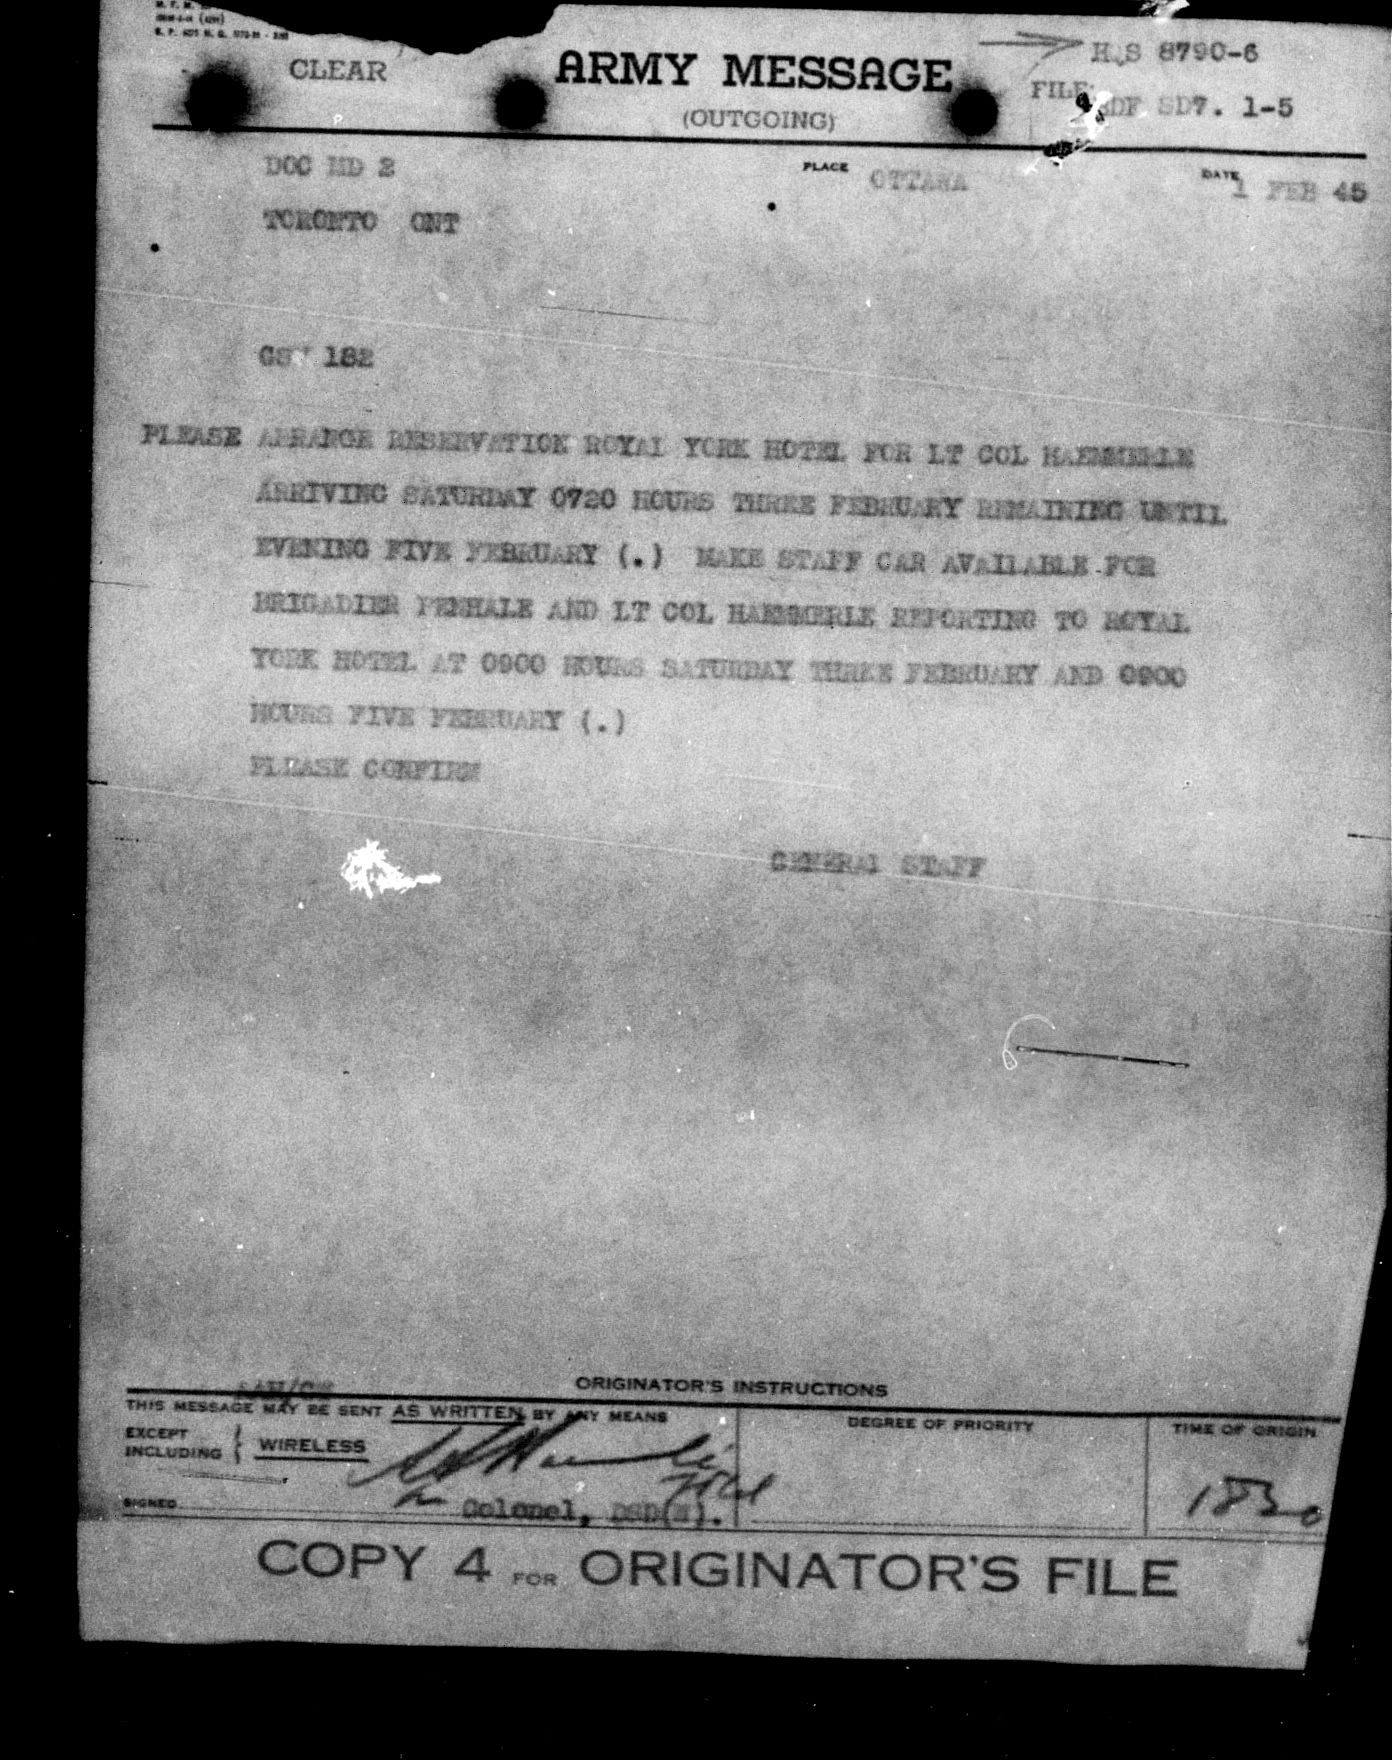 CLEAR
ARMY MESSAGE
(OUTGOING)
H.S 8790-6
FILE:
SD7. 1-5
DOC MD 2
PLACE OTTAWA
DATE 1 FEB 45
TORONTO ONT
182
PLEASE ARRANGE RESERVATION ROYAL YORK HOTEL FOR LT COL HAEMMERLE
ARRIVING SATURDAY 0720 HOURS THREE FEBRUARY REMAINING UNTIL
EVENING FIVE FEBRUARY (.) MAKE STAFF CAR AVAILABLE FOR
BRIGADIER PENHALE AND LT COL HAEMMERLE REPORTING TO ROYAL
YORK HOTEL AT 0900 HOURS SATURDAY THREE FEBRUARY AND 0900
HOURS FIVE FEBRUARY (.)
PLEASE CONFIRM
GENERAL STAFF
ORIGINATOR'S INSTRUCTIONS
THIS MESSAGE MAY BE SENT AS WRITTEN BY ANY MEANS
EXCEPT
INCLUDING { WIRELESS
DEGREE OF PRIORITY
TIME OF ORIGIN
1830
SIGNED Colonel,
COPY 4 FOR ORIGINATOR'S FILE